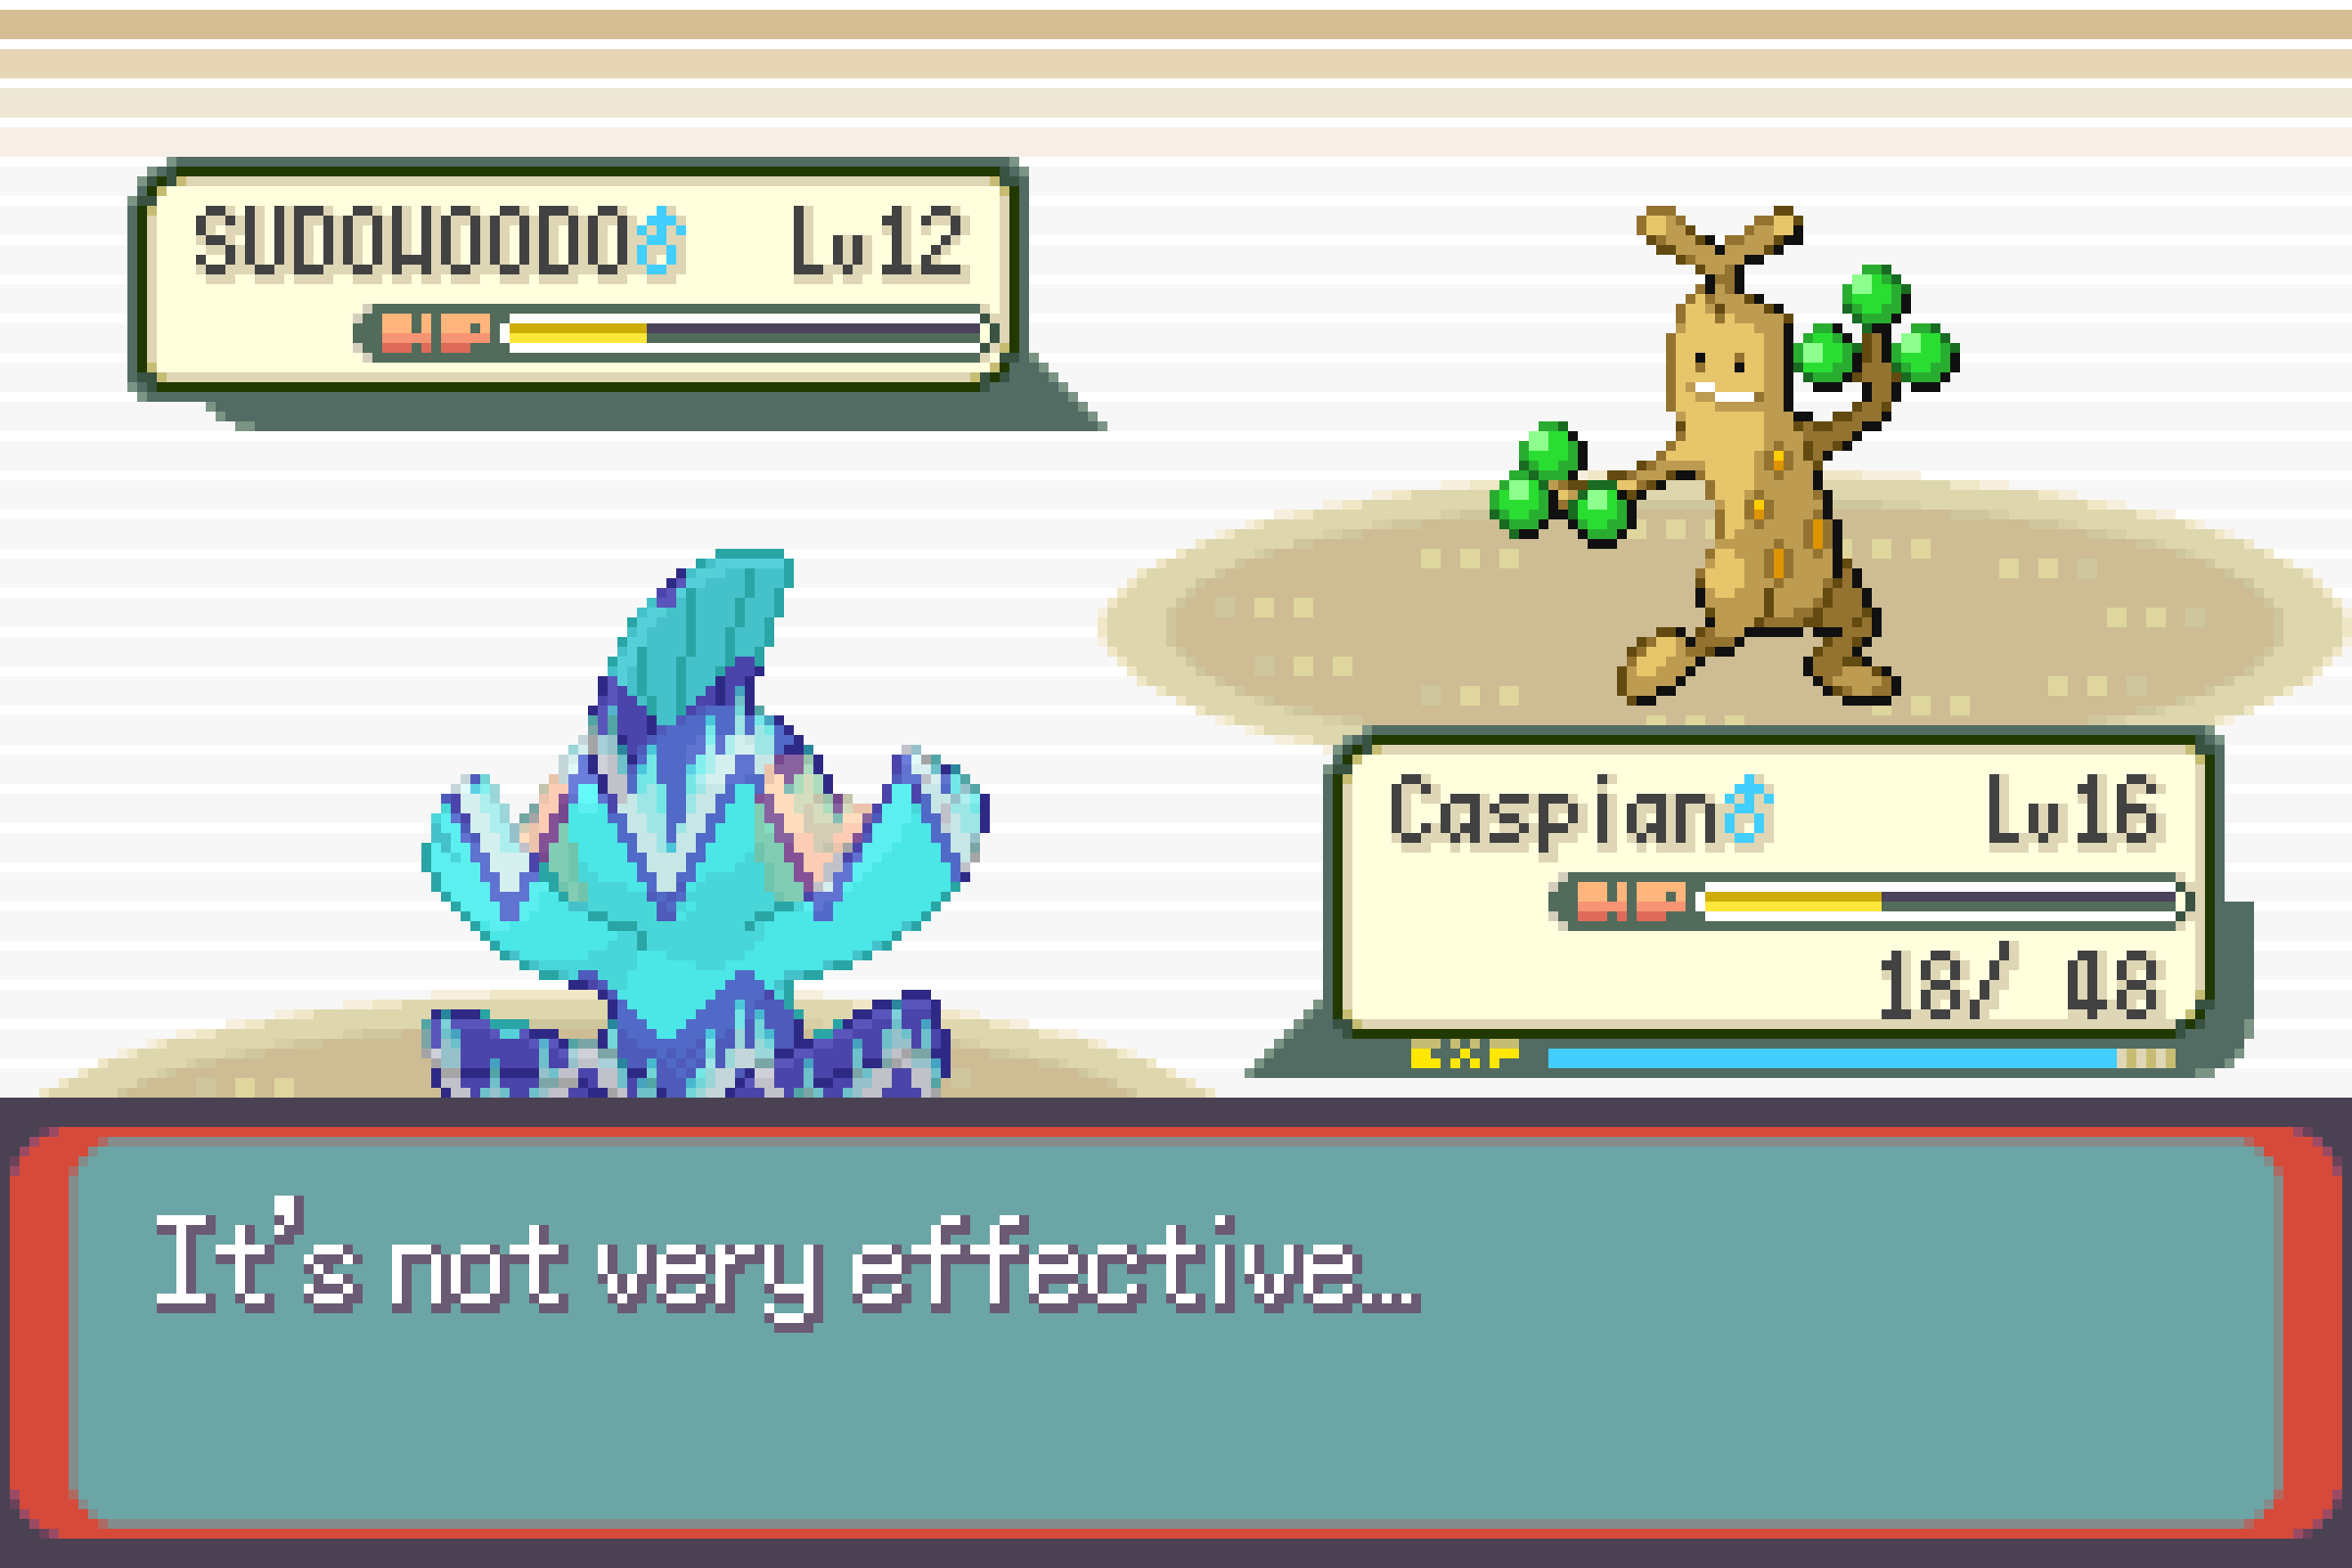 SUDOWOODO♂ Lv12
HP
Caspian♂ Lv16
HP
18/ 48
EXP
It's not very effective…